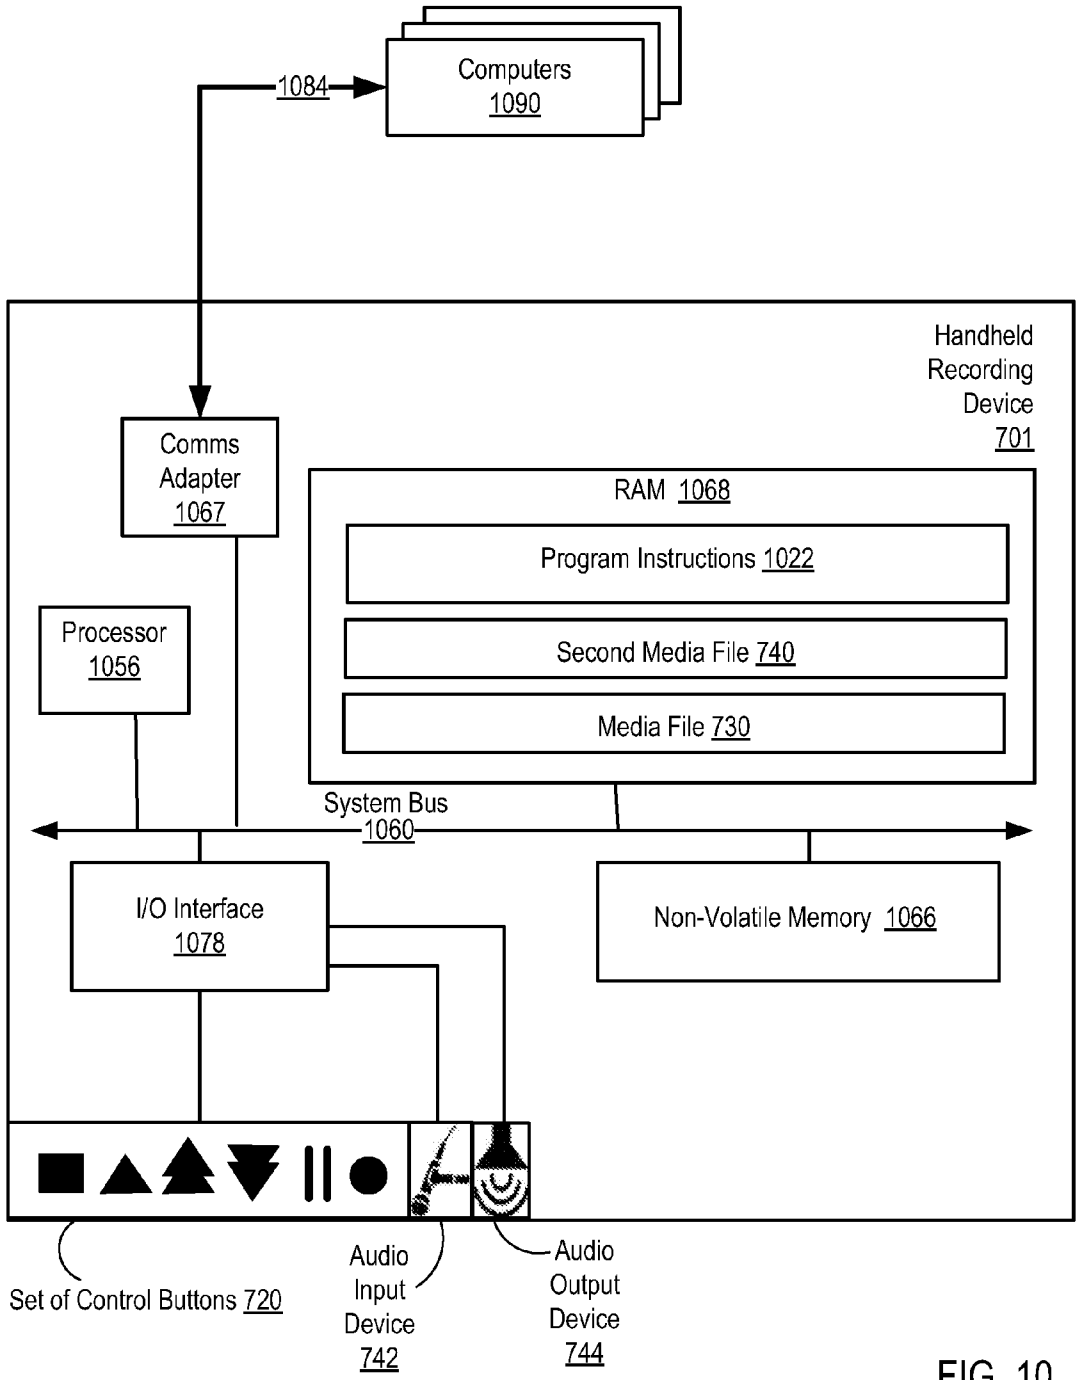 Computers
1090
1084
Handheld
Recording
Device
701
Comms
Adapter
1067
RAM 1068
Program Instructions 1022
Second Media File 740
Media File 730
Processor
1056
System Bus
1060
I/O Interface
1078
Non-Volatile Memory 1066
Set of Control Buttons 720
Audio
Input
Device
742
Audio
Output
Device
744
FIG. 10